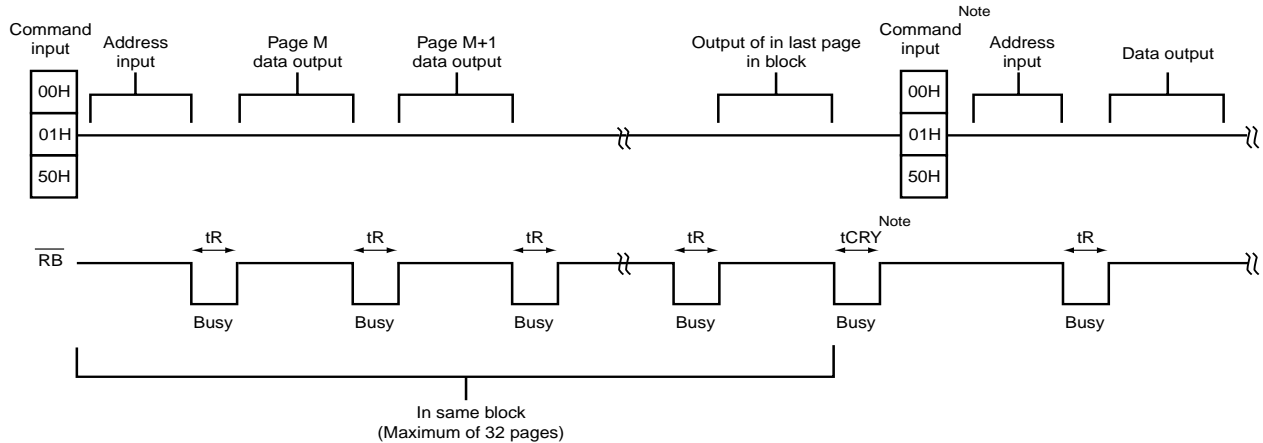 Command
input
Address
input
Page M
data output
Page M+1
data output
Output of in last page
in block
Command
input
Note
Address
input
Data output
00H
01H
50H
00H
01H
50H
RB
tR
tR
tR
tR
tCRY
Note
tR
Busy
Busy
Busy
Busy
Busy
Busy
In same block
(Maximum of 32 pages)